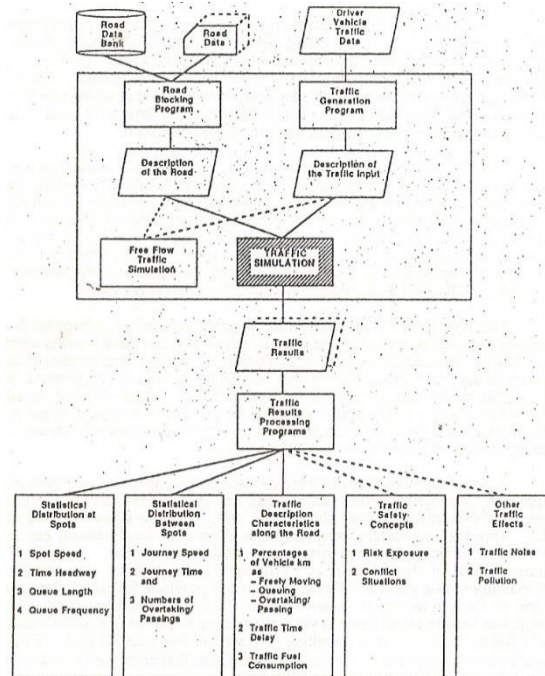 Road
Data
Bank
Road
Data
Driver
Vehicle
Traffic
Data
Road
Blocking
Program
Traffic
Generation
Program
Description
of the Road
Description of
the Traffic Input
Free Flow
Traffic
Simulation
TRAFFIC
SIMULATION
Traffic
Results
Traffic
Results
Processing
Programs
Statistical
Distribution at
Spots
1 Spot Speed
2 Time Headway
3 Queue Length
4 Queue Frequency
Statistical
Distribution
Between
Spots
1 Journey Speed
2 Journey Time
and
3 Numbers of
Overtaking/
Passings
Traffic
Description
Characteristics
along the Road
1 Percentages
of Vehicle km
as
– Freely Moving
– Queuing
– Overtaking/
Passing
2 Traffic Time
Delay
3 Traffic Fuel
Consumption
Traffic
Safety
Concepts
1 Risk Exposure
2 Conflict
Situations
Other
Traffic
Effects
1 Traffic Noise
2 Traffic
Pollution